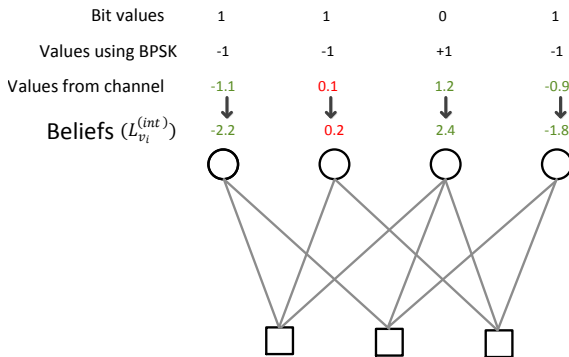 Bit values 1 1 0 1
Values using BPSK -1 -1 +1 -1
Values from channel -1.1 0.1 1.2 -0.9
Beliefs (L_{v_i}^{(int)}) -2.2 0.2 2.4 -1.8